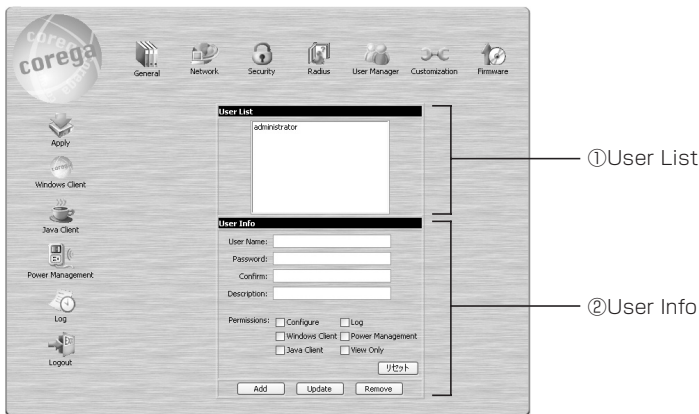 corega
General
Network
Security
Radius
User Manager
Customization
Firmware
Apply
Windows Client
Java Client
Power Management
Log
Logout
User List
administrator
User Info
User Name:
Password:
Confirm:
Description:
Permissions:
Configure
Log
Windows Client
Power Management
Java Client
View Only
リセット
Add
Update
Remove
①User List
②User Info